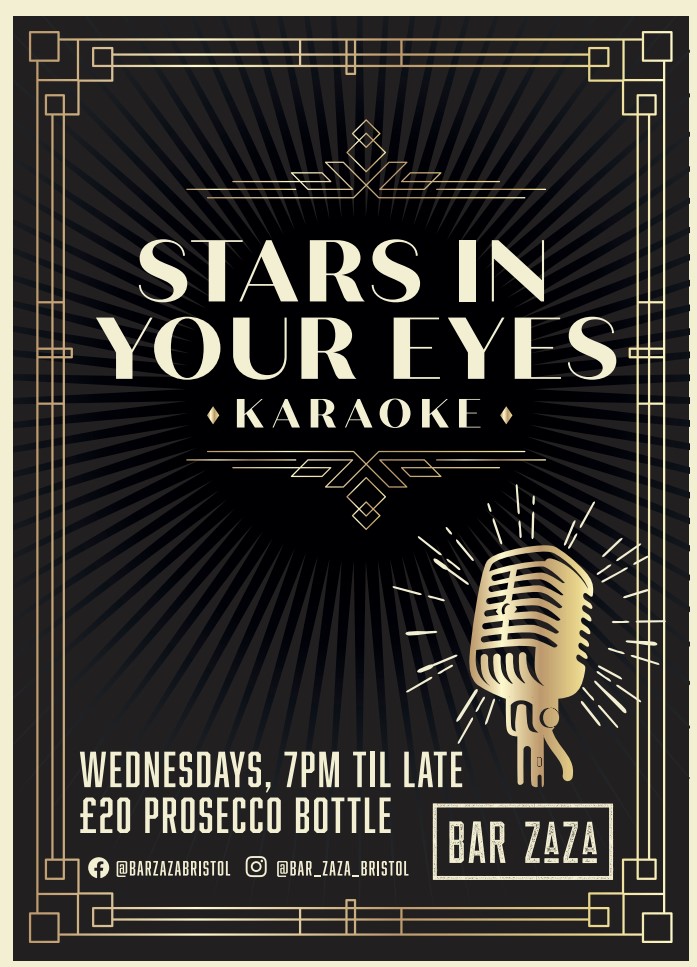 STARS IN
YOUR EYES
KARAOKE
WEDNESDAYS, 7PM TIL LATE
£20 PROSECCO BOTTLE
@BARZAZABRISTOL @BAR_ZAZA_BRISTOL
BAR ZAZA